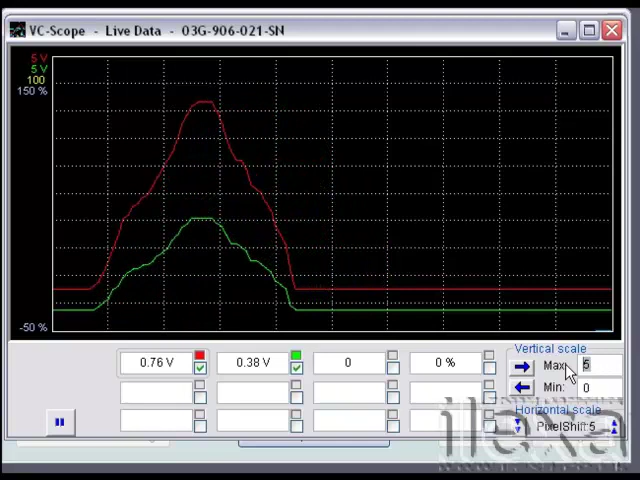 VC-Scope - Live Data - 03G-906-021-SN
5 V
5 V
100
150 %
-50 %
Vertical scale
0.76 V 0.38 V 0 0 % Max: 5
Min: 0
Horizontal scale
PixelShift:5
ilexa